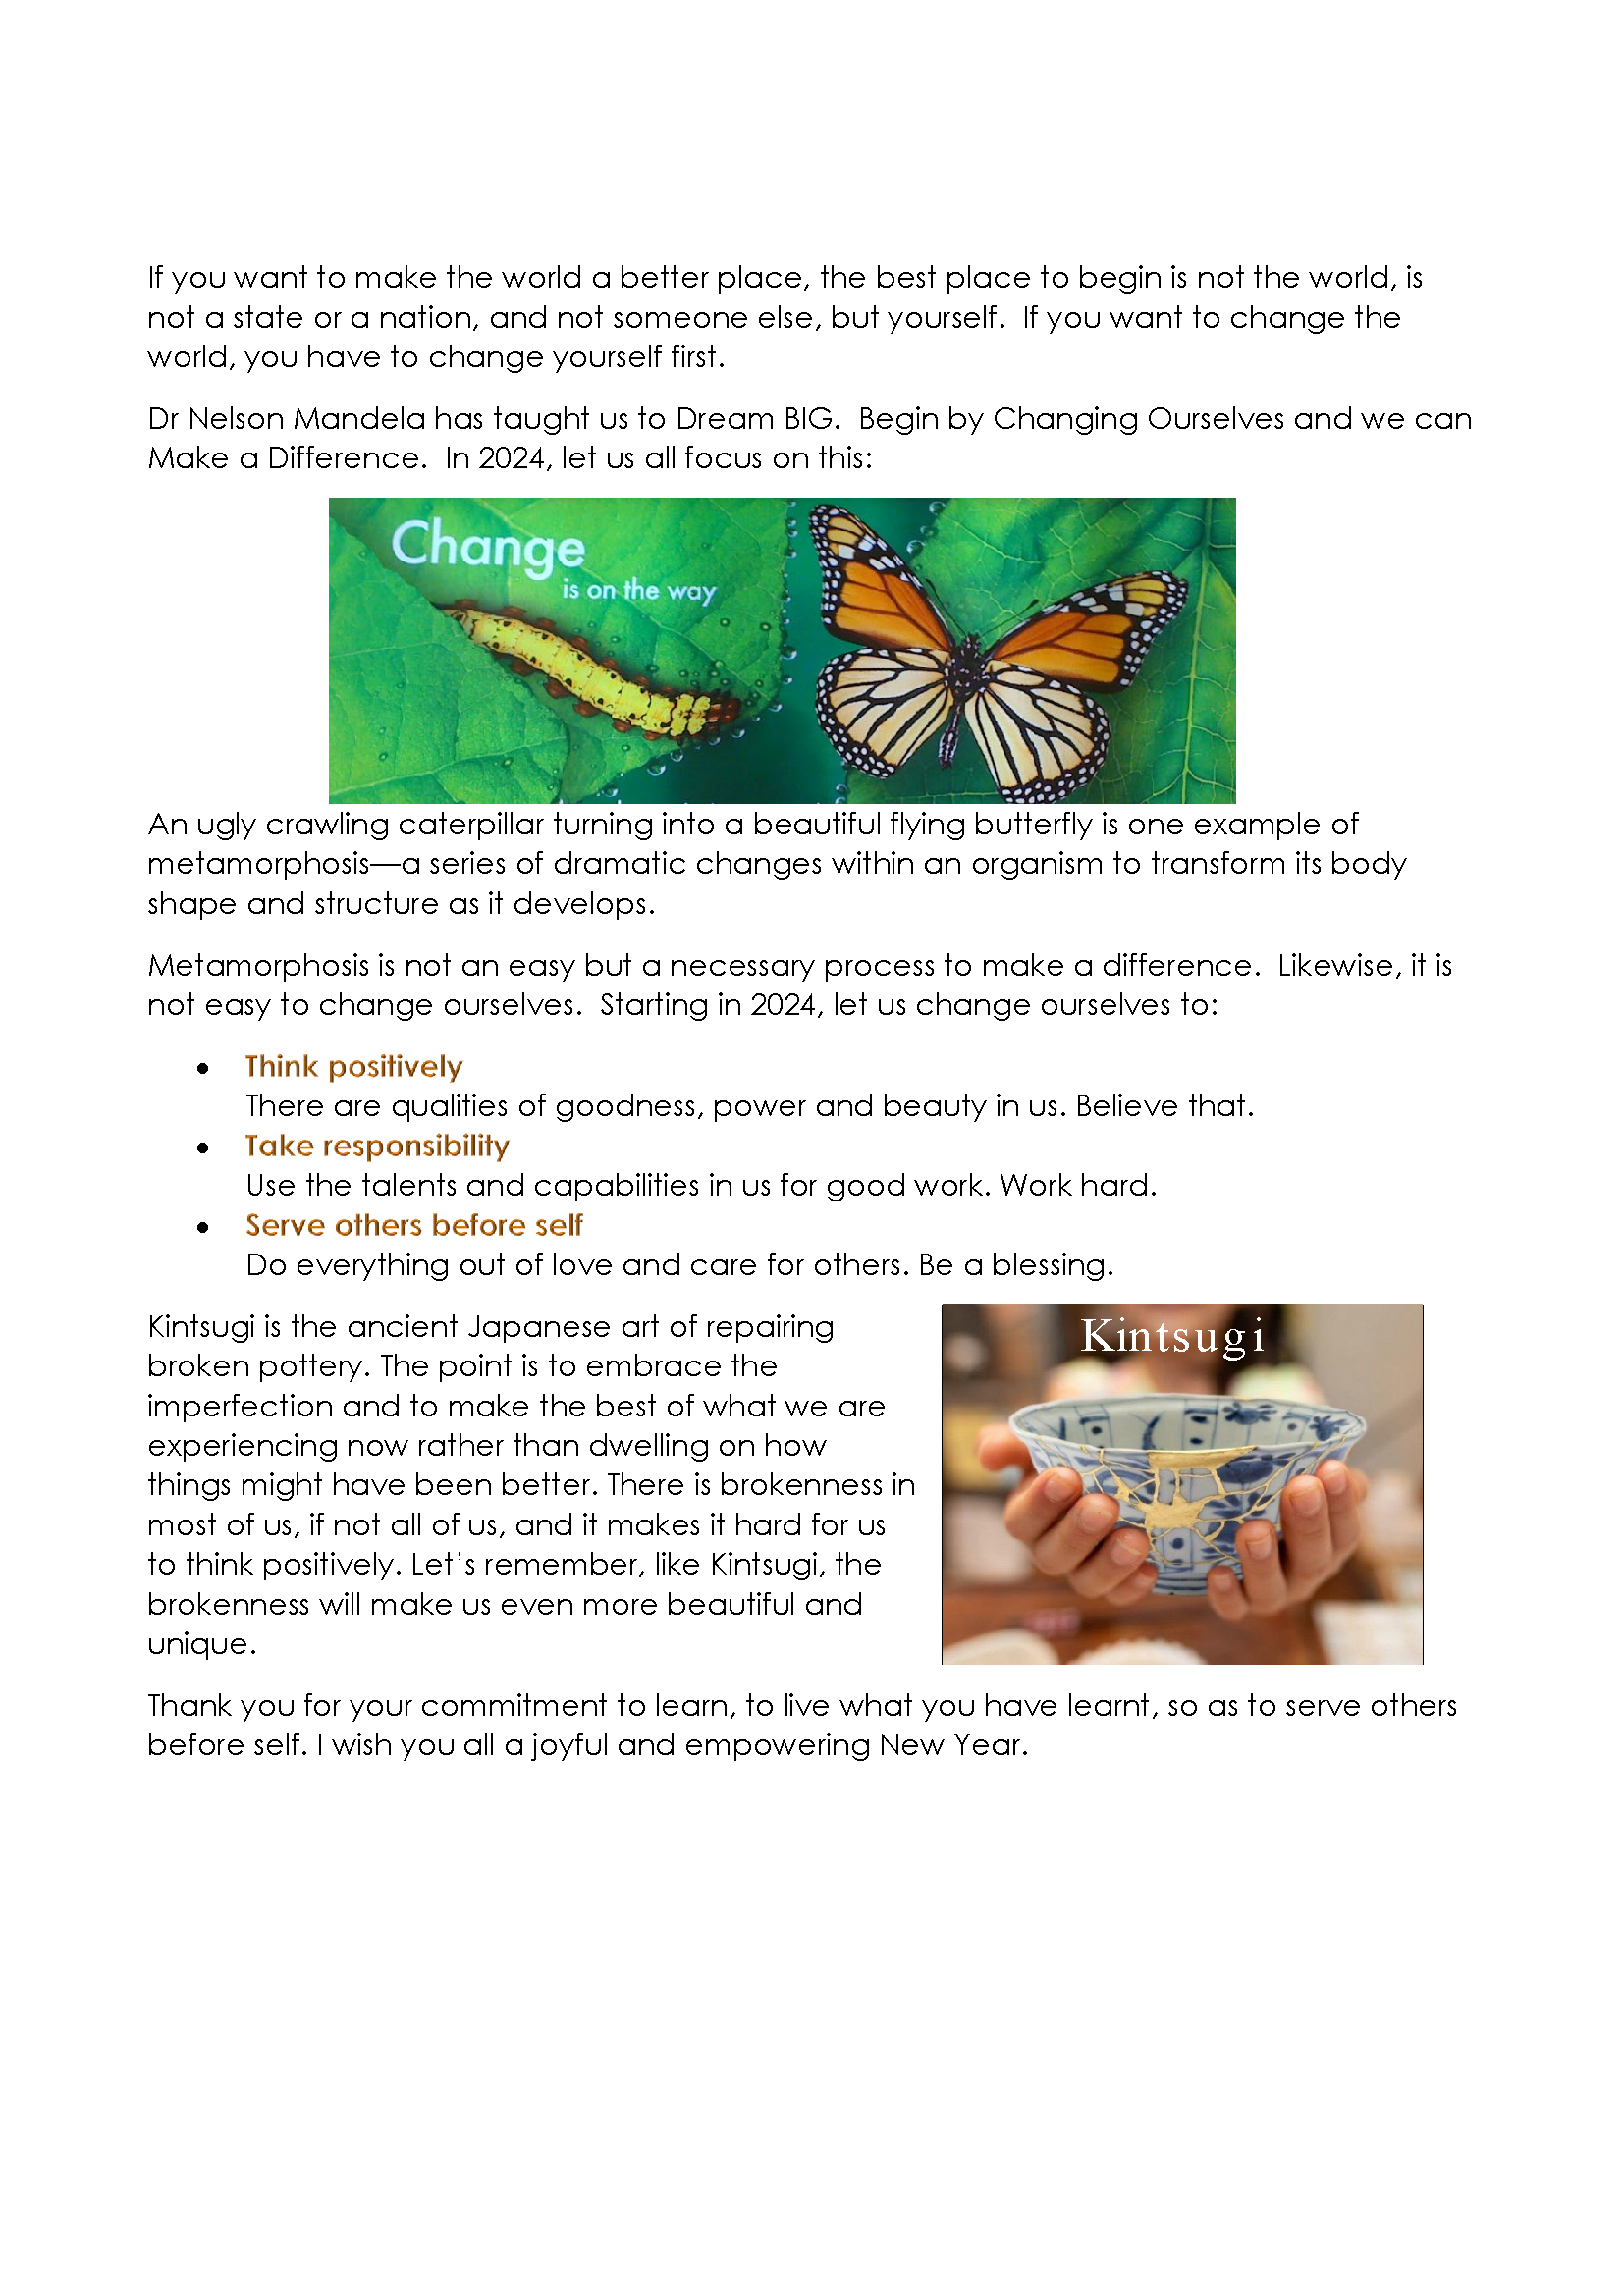 If you want to make the world a better place, the best place to begin is not the world, is
not a state or a nation, and not someone else, but yourself.  If you want to change the
world, you have to change yourself first.
Dr Nelson Mandela has taught us to Dream BIG.  Begin by Changing Ourselves and we can
Make a Difference.  In 2024, let us all focus on this:
Change
is on the way
An ugly crawling caterpillar turning into a beautiful flying butterfly is one example of
metamorphosis—a series of dramatic changes within an organism to transform its body
shape and structure as it develops.
Metamorphosis is not an easy but a necessary process to make a difference.  Likewise, it is
not easy to change ourselves.  Starting in 2024, let us change ourselves to:
• Think positively
There are qualities of goodness, power and beauty in us. Believe that.
• Take responsibility
Use the talents and capabilities in us for good work. Work hard.
• Serve others before self
Do everything out of love and care for others. Be a blessing.
Kintsugi is the ancient Japanese art of repairing
broken pottery. The point is to embrace the
imperfection and to make the best of what we are
experiencing now rather than dwelling on how
things might have been better. There is brokenness in
most of us, if not all of us, and it makes it hard for us
to think positively. Let's remember, like Kintsugi, the
brokenness will make us even more beautiful and
unique.
Kintsugi
Thank you for your commitment to learn, to live what you have learnt, so as to serve others
before self. I wish you all a joyful and empowering New Year.